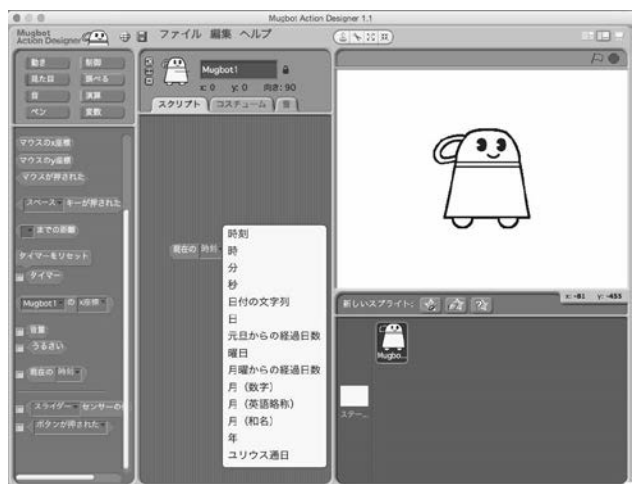 Mugbot Action Designer 1.1
Mugbot
Action Designer
ファイル 編集 ヘルプ
動き 制御
見た目 調べる
音 演算
ペン 変数
マウスのx座標
マウスのy座標
マウスが押された
スペース キーが押された
までの距離
タイマーをリセット
タイマー
Mugbot1 の x座標
音量
うるさい
現在の 時刻
スライダー センサーの
ボタンが押された
Mugbot1
x: 0 y: 0 向き: 90
スクリプト コスチューム 音
現在の 時刻
時刻
時
分
秒
日付の文字列
日
元旦からの経過日数
曜日
月曜からの経過日数
月（数字）
月（英語略称）
月（和名）
年
ユリウス通日
x: -81 y: -455
新しいスプライト:
Mugbo...
ステー...